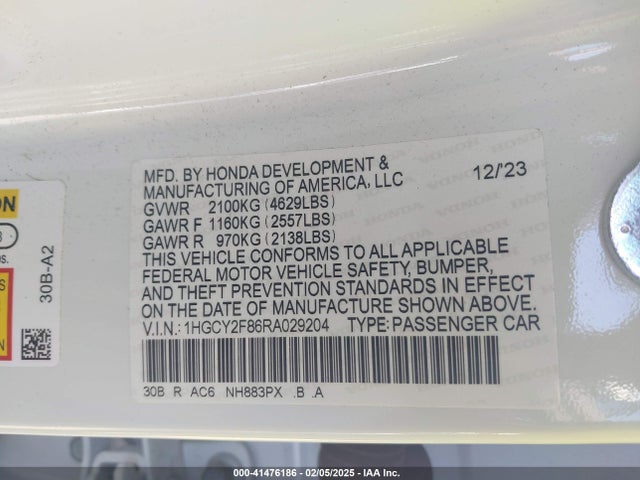 MFD. BY HONDA DEVELOPMENT &
MANUFACTURING OF AMERICA, LLC 12/'23
GVWR 2100KG (4629LBS)
GAWR F 1160KG (2557LBS)
GAWR R 970KG (2138LBS)
THIS VEHICLE CONFORMS TO ALL APPLICABLE
FEDERAL MOTOR VEHICLE SAFETY, BUMPER,
AND THEFT PREVENTION STANDARDS IN EFFECT
ON THE DATE OF MANUFACTURE SHOWN ABOVE.
V.I.N.: 1HGCY2F86RA029204 TYPE: PASSENGER CAR
30B R AC6 NH883PX .B .A
30B-A2
000-41476186 - 02/05/2025 - IAA Inc.